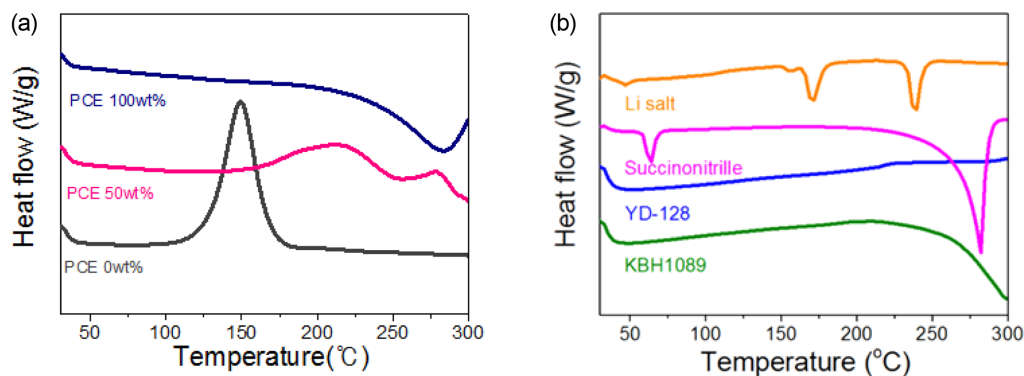 (a)
Heat flow (W/g)
PCE 100wt%
PCE 50wt%
PCE 0wt%
50 100 150 200 250 300
Temperature(℃)
(b)
Heat flow (W/g)
Li salt
Succinonitrille
YD-128
KBH1089
50 100 150 200 250 300
Temperature (°C)